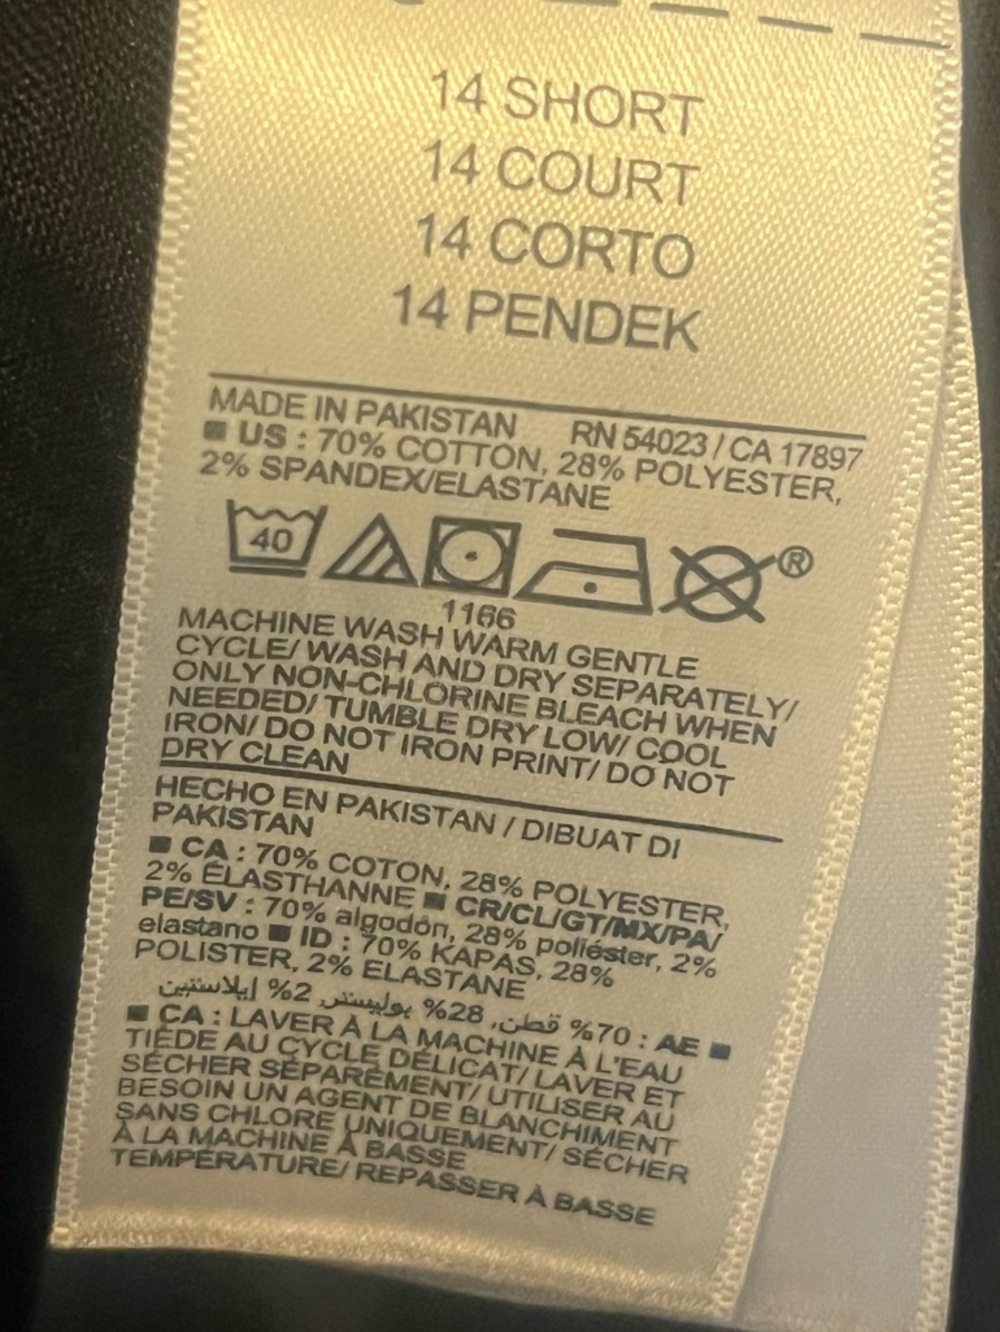 14 SHORT
14 COURT
14 CORTO
14 PENDEK
MADE IN PAKISTAN RN 54023 / CA 17897
■ US : 70% COTTON, 28% POLYESTER,
2% SPANDEX/ELASTANE
40 ®
1166
MACHINE WASH WARM GENTLE
CYCLE/ WASH AND DRY SEPARATELY/
ONLY NON-CHLORINE BLEACH WHEN
NEEDED/ TUMBLE DRY LOW/ COOL
IRON/ DO NOT IRON PRINT/ DO NOT
DRY CLEAN
HECHO EN PAKISTAN / DIBUAT DI
PAKISTAN
■ CA : 70% COTON, 28% POLYESTER,
2% ÉLASTHANNE ■ CR/CL/GT/MX/PA/
PE/SV : 70% algodón, 28% poliéster, 2%
elastano ■ ID : 70% KAPAS, 28%
POLISTER, 2% ELASTANE
■ AE : 70% قطن, 28% بوليستر, 2% إيلاستين
■ CA : LAVER À LA MACHINE À L'EAU
TIÈDE AU CYCLE DÉLICAT/ LAVER ET
SÉCHER SÉPARÉMENT/ UTILISER AU
BESOIN UN AGENT DE BLANCHIMENT
SANS CHLORE UNIQUEMENT/ SÉCHER
À LA MACHINE À BASSE
TEMPÉRATURE/ REPASSER À BASSE